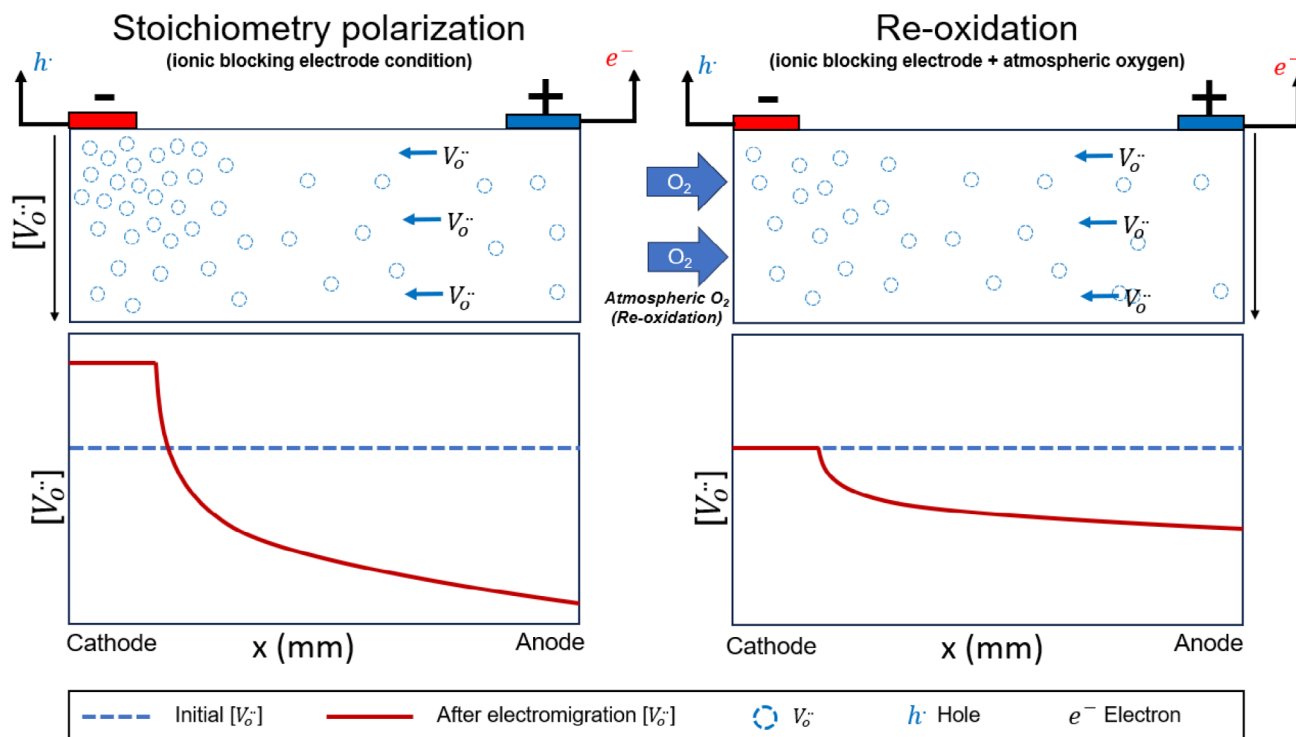 Stoichiometry polarization
(ionic blocking electrode condition)
h˙
-
+
e⁻
[V_o¨]
V_o¨
V_o¨
V_o¨
Re-oxidation
(ionic blocking electrode + atmospheric oxygen)
h˙
-
+
e⁻
O₂
O₂
Atmospheric O₂
(Re-oxidation)
V_o¨
V_o¨
V_o¨
[V_o¨]
Cathode
x (mm)
Anode
[V_o¨]
Cathode
x (mm)
Anode
Initial [V_o¨]
After electromigration [V_o¨]
V_o¨
h˙ Hole
e⁻ Electron